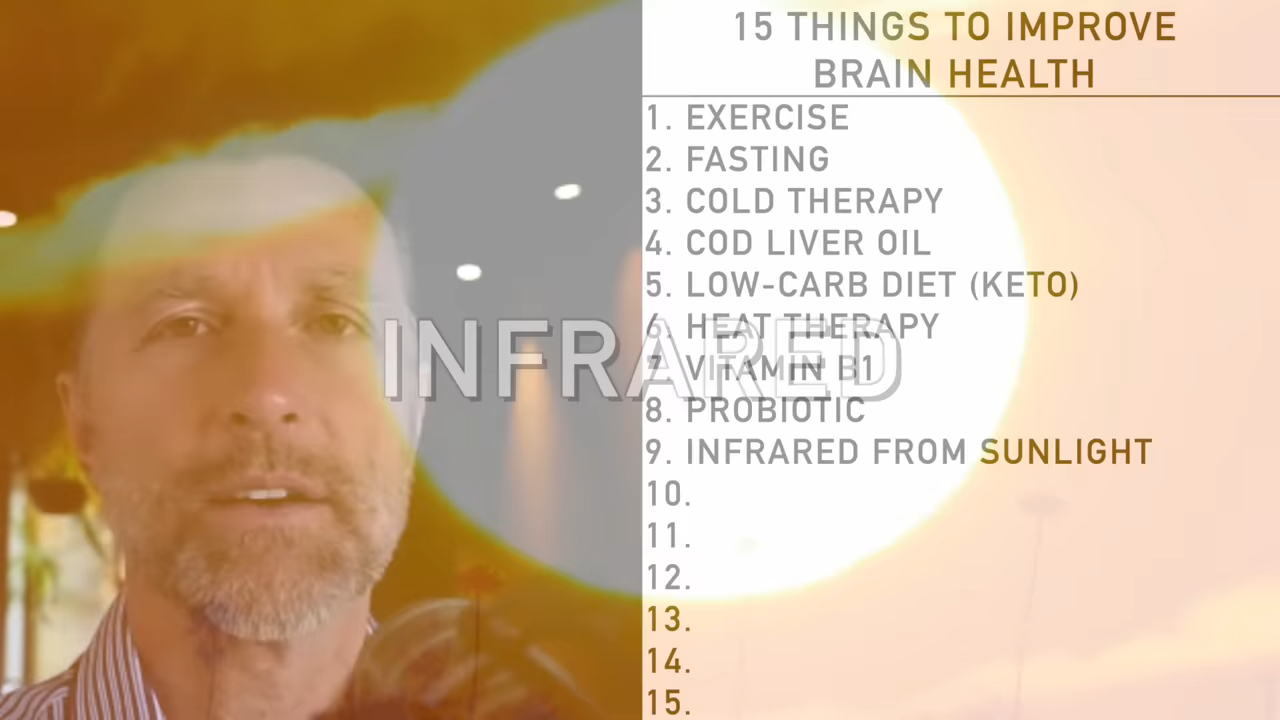 15 THINGS TO IMPROVE
BRAIN HEALTH
1. EXERCISE
2. FASTING
3. COLD THERAPY
4. COD LIVER OIL
5. LOW-CARB DIET (KETO)
6. HEAT THERAPY
INFRARED
7. VITAMIN B1
8. PROBIOTIC
9. INFRARED FROM SUNLIGHT
10.
11.
12.
13.
14.
15.